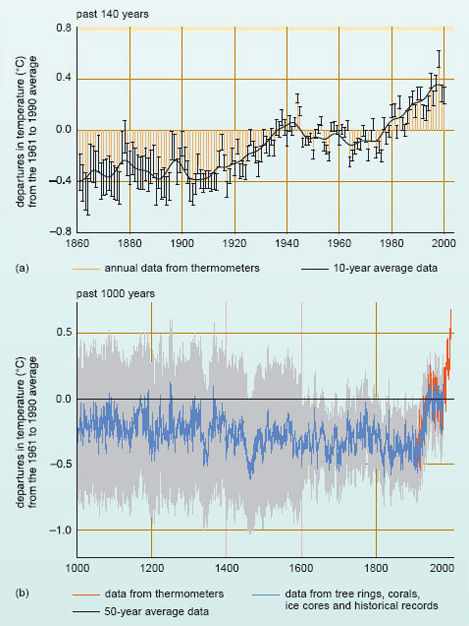 past 140 years
departures in temperature (°C)
from the 1961 to 1990 average
0.8
0.4
0.0
−0.4
−0.8
1860
1880
1900
1920
1940
1960
1980
2000
(a)
annual data from thermometers
10-year average data
past 1000 years
departures in temperature (°C)
from the 1961 to 1990 average
0.5
0.0
−0.5
−1.0
1000
1200
1400
1600
1800
2000
(b)
data from thermometers
data from tree rings, corals,
ice cores and historical records
50-year average data